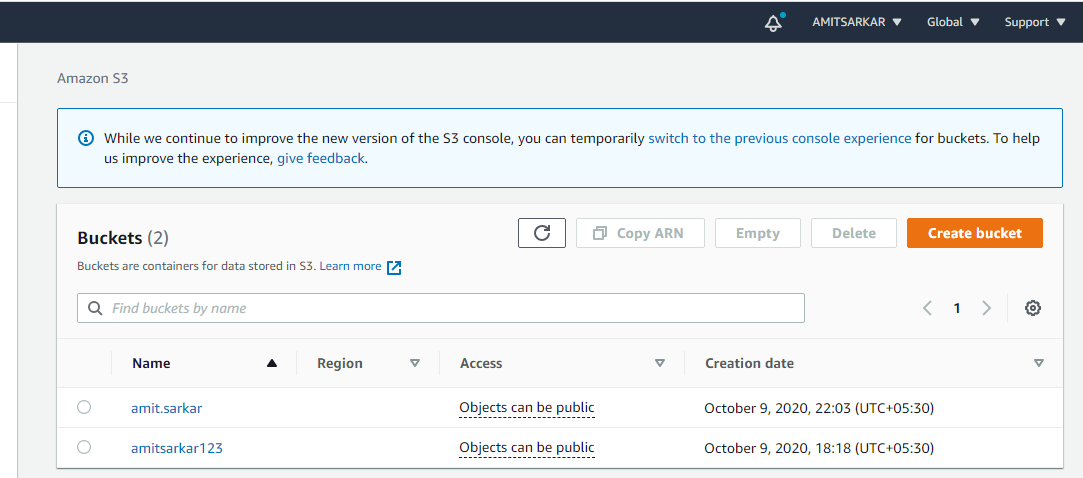 AMITSARKAR Global Support
Amazon S3
While we continue to improve the new version of the S3 console, you can temporarily switch to the previous console experience for buckets. To help
us improve the experience, give feedback.
Buckets (2) Copy ARN Empty Delete Create bucket
Buckets are containers for data stored in S3. Learn more
Find buckets by name 1
Name Region Access Creation date
amit.sarkar Objects can be public October 9, 2020, 22:03 (UTC+05:30)
amitsarkar123 Objects can be public October 9, 2020, 18:18 (UTC+05:30)